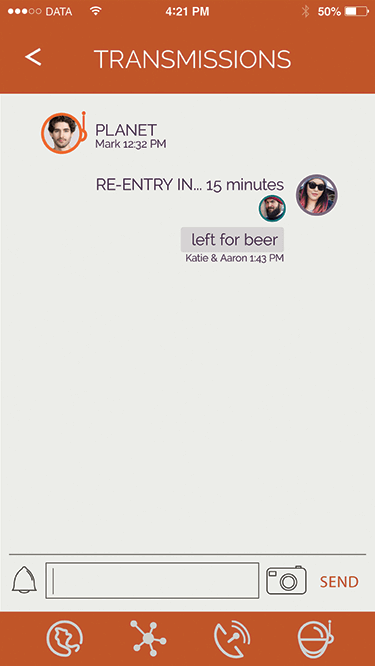 DATA 4:21 PM 50%
< TRANSMISSIONS
PLANET
Mark 12:32 PM
RE-ENTRY IN... 15 minutes
left for beer
Katie & Aaron 1:43 PM
SEND